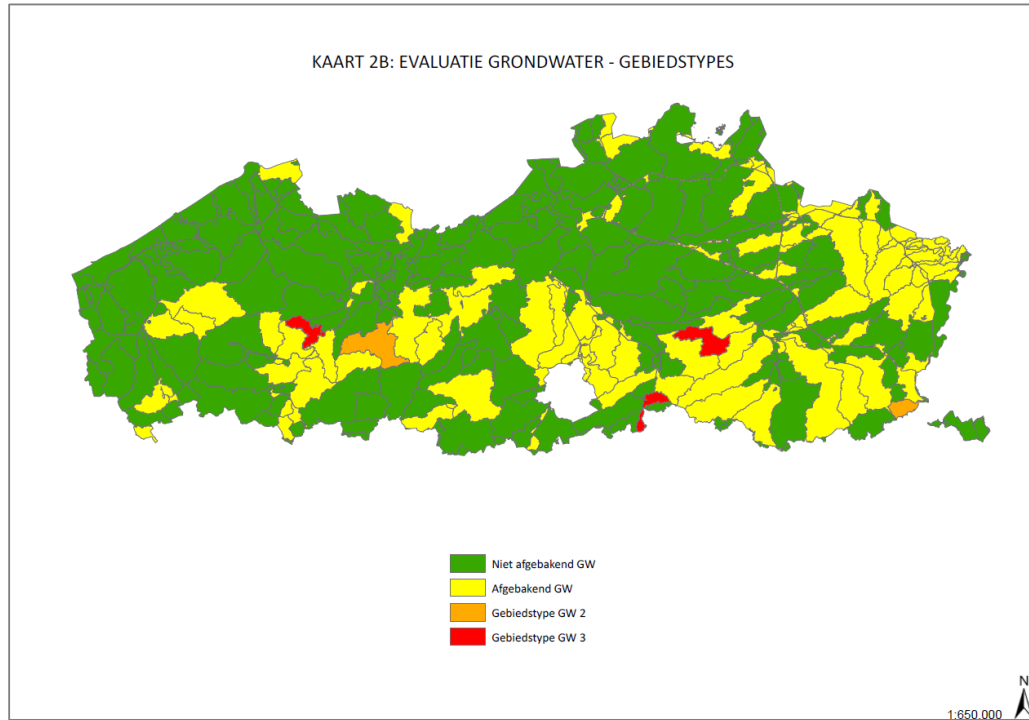 KAART 2B: EVALUATIE GRONDWATER - GEBIEDSTYPES
Niet afgebakend GW
Afgebakend GW
Gebiedstype GW 2
Gebiedstype GW 3
N
1:650.000